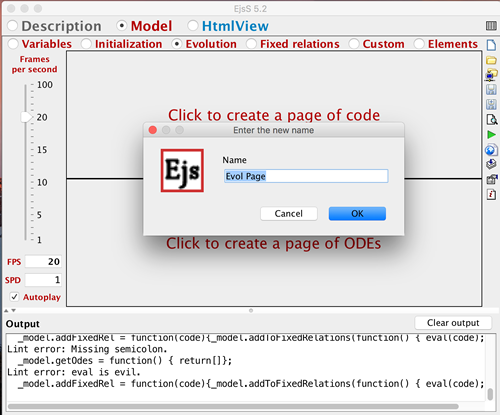 EjsS 5.2
Description Model HtmlView
Variables Initialization Evolution Fixed relations Custom Elements
Frames
per second
100
20
15
10
5
1
FPS 20
SPD 1
Autoplay
Click to create a page of code
Enter the new name
Ejs
Name
Evol Page
Cancel OK
Click to create a page of ODEs
Output Clear output
_model.addFixedRel = function(code){_model.addToFixedRelations(function() { eval(code);
Lint error: Missing semicolon.
_model.getOdes = function() { return[]};
Lint error: eval is evil.
_model.addFixedRel = function(code){_model.addToFixedRelations(function() { eval(code);